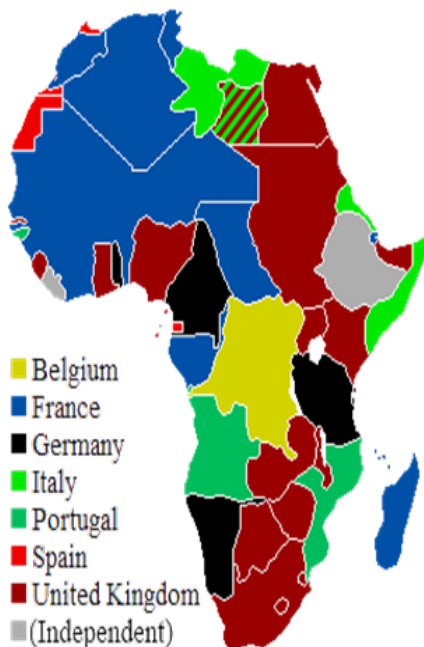 Belgium
France
Germany
Italy
Portugal
Spain
United Kingdom
(Independent)